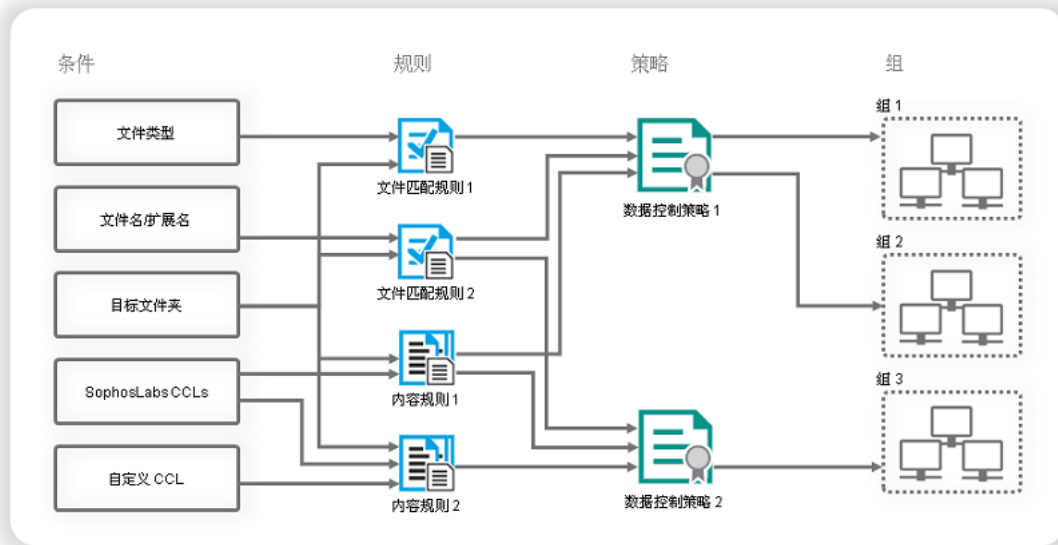 条件
规则
策略
组
文件类型
文件名/扩展名
目标文件夹
SophosLabs CCLs
自定义 CCL
文件匹配规则 1
文件匹配规则 2
内容规则 1
内容规则 2
数据控制策略 1
数据控制策略 2
组 1
组 2
组 3